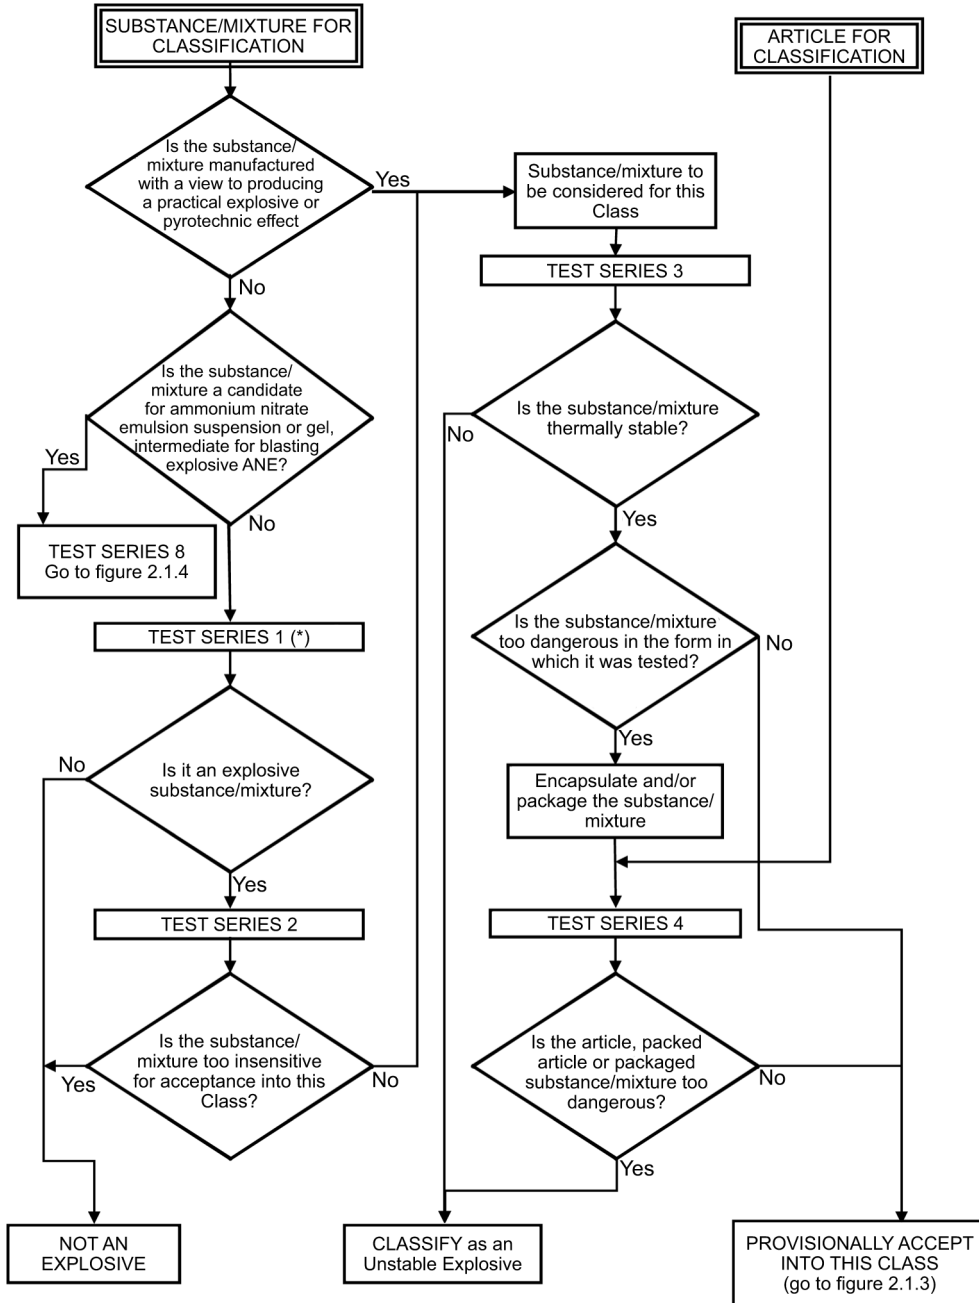 SUBSTANCE/MIXTURE FOR
CLASSIFICATION
ARTICLE FOR
CLASSIFICATION
Is the substance/
mixture manufactured
with a view to producing
a practical explosive or
pyrotechnic effect
Yes
No
Substance/mixture to
be considered for this
Class
TEST SERIES 3
Is the substance/
mixture a candidate
for ammonium nitrate
emulsion suspension or gel,
intermediate for blasting
explosive ANE?
Yes
No
Is the substance/mixture
thermally stable?
No
Yes
TEST SERIES 8
Go to figure 2.1.4
TEST SERIES 1 (*)
Is the substance/mixture
too dangerous in the form in
which it was tested?
No
Yes
Is it an explosive
substance/mixture?
No
Yes
Encapsulate and/or
package the substance/
mixture
TEST SERIES 2
TEST SERIES 4
Is the substance/
mixture too insensitive
for acceptance into this
Class?
Yes
No
Is the article, packed
article or packaged
substance/mixture too
dangerous?
No
Yes
NOT AN
EXPLOSIVE
CLASSIFY as an
Unstable Explosive
PROVISIONALLY ACCEPT
INTO THIS CLASS
(go to figure 2.1.3)